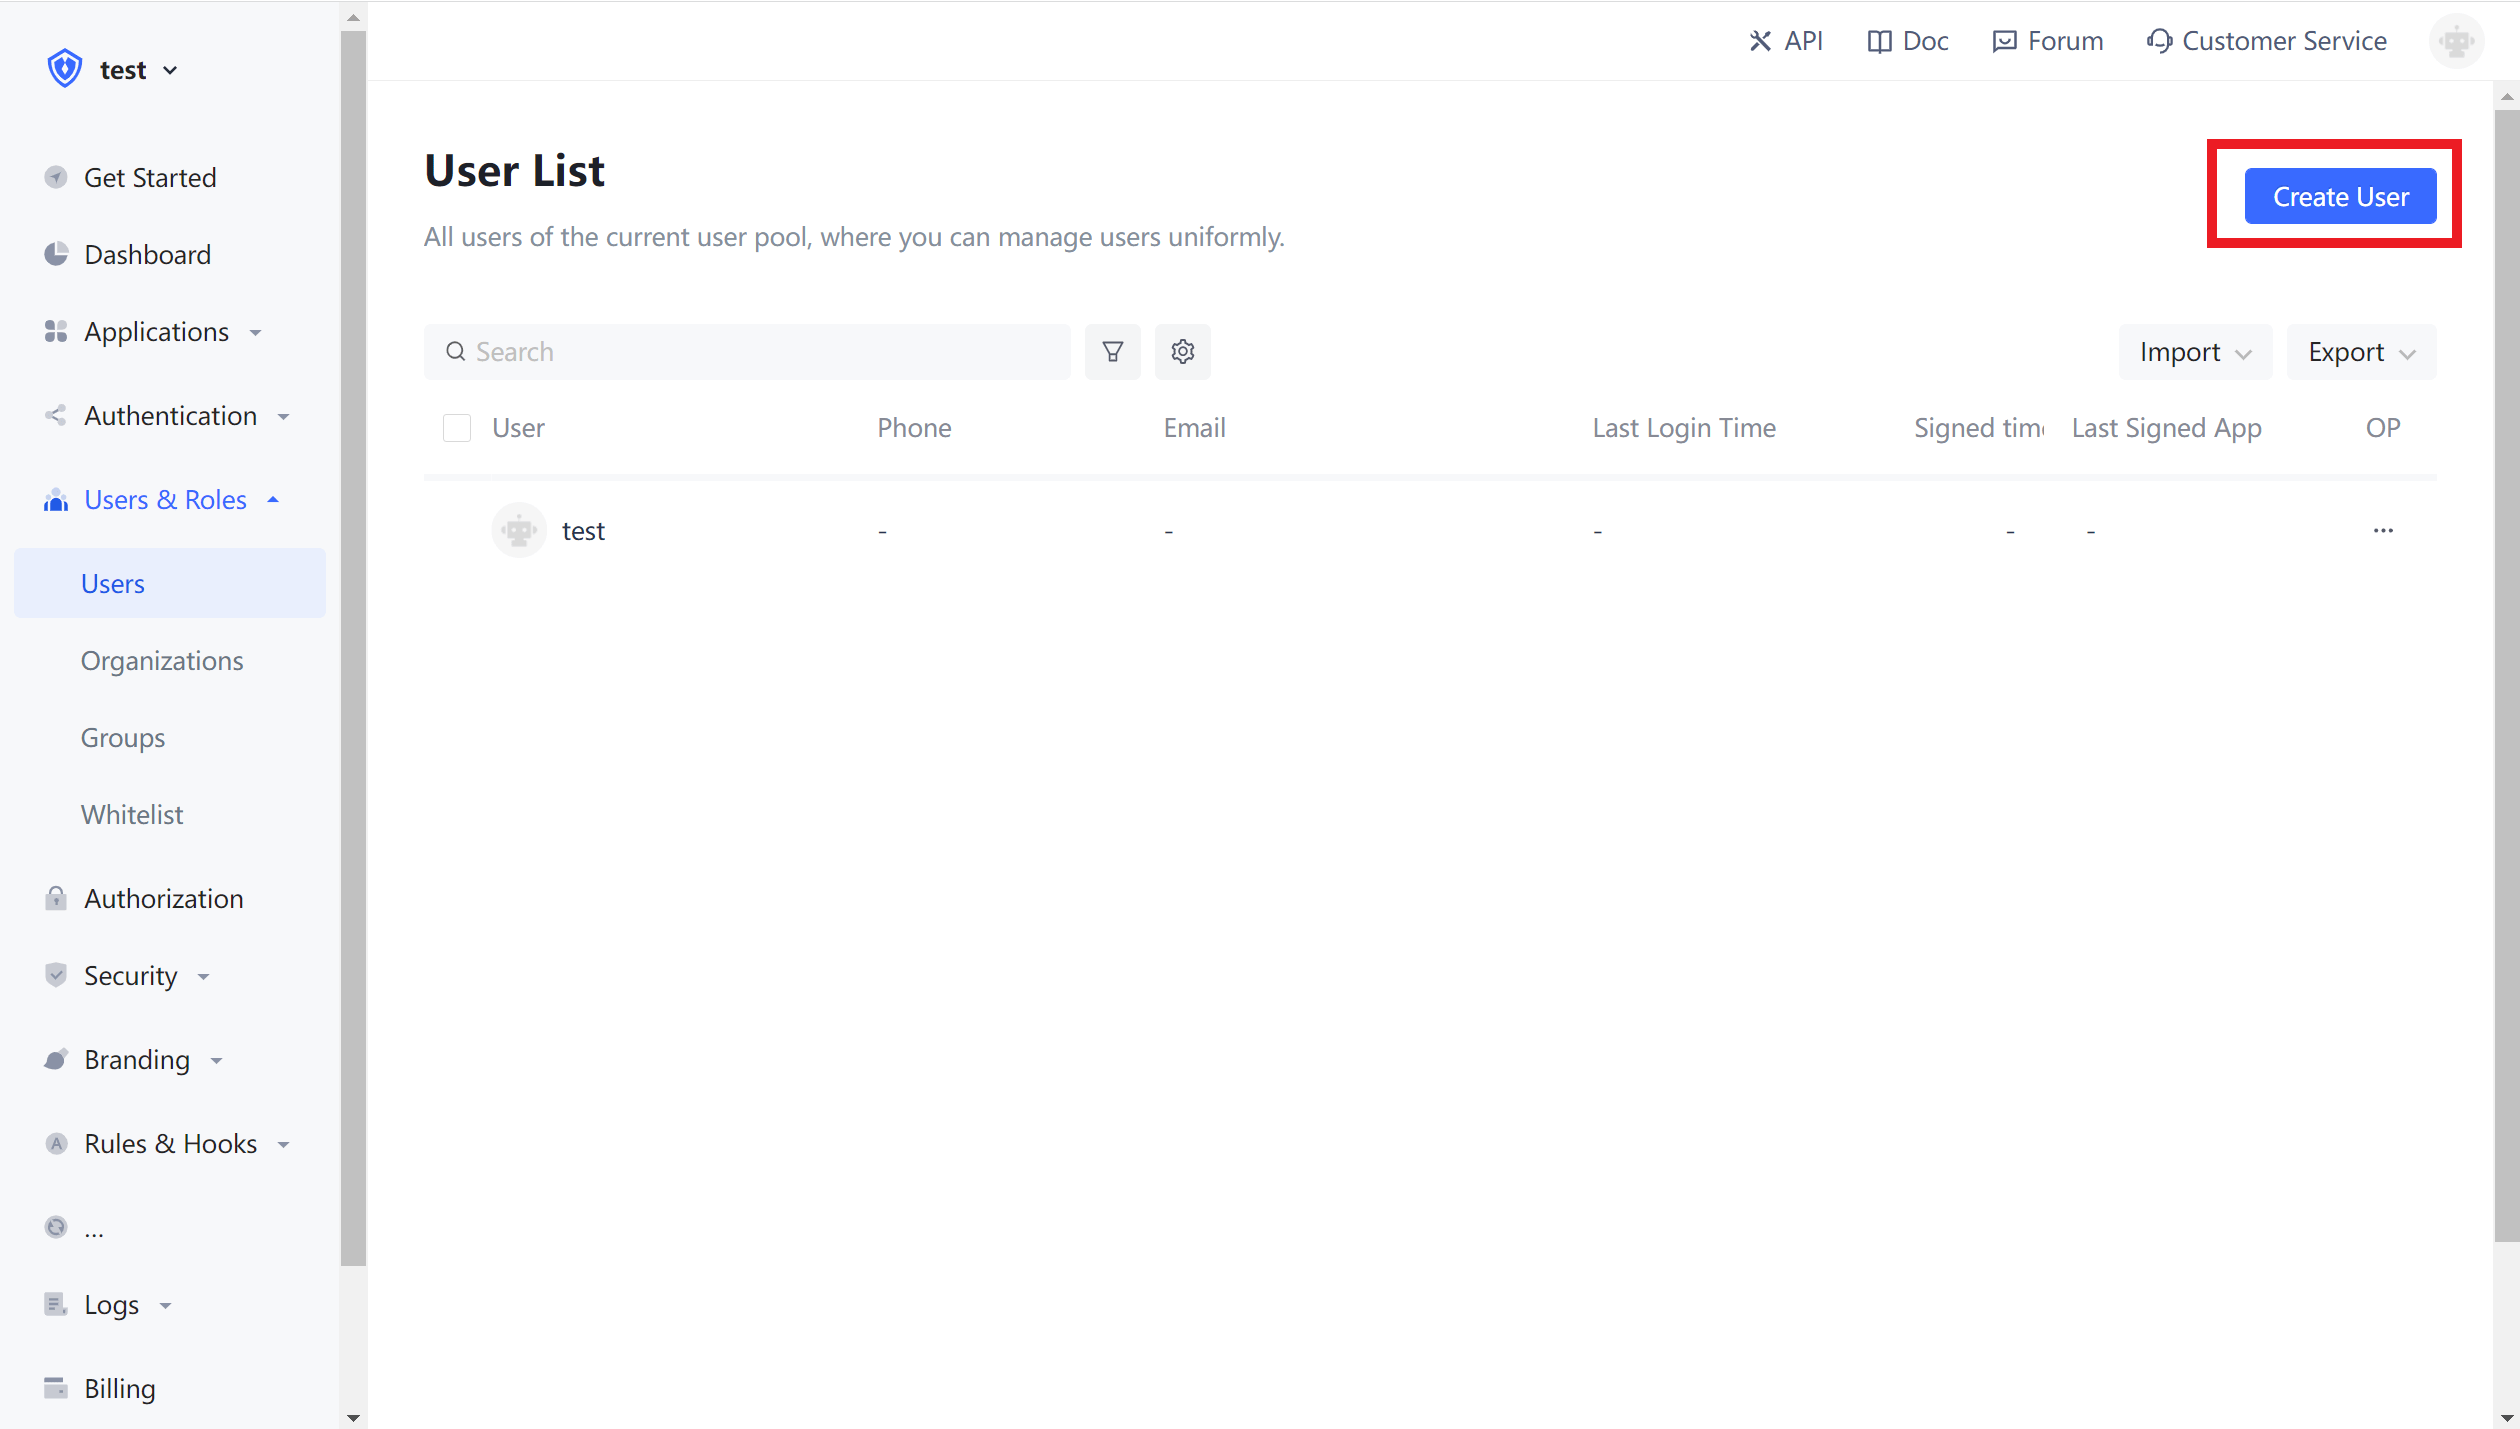 test
Get Started
Dashboard
Applications
Authentication
Users & Roles
Users
Organizations
Groups
Whitelist
Authorization
Security
Branding
Rules & Hooks
...
Logs
Billing
API Doc Forum Customer Service
User List
Create User
All users of the current user pool, where you can manage users uniformly.
Search
Import Export
User Phone Email Last Login Time Signed time Last Signed App OP
test - - - - - ···